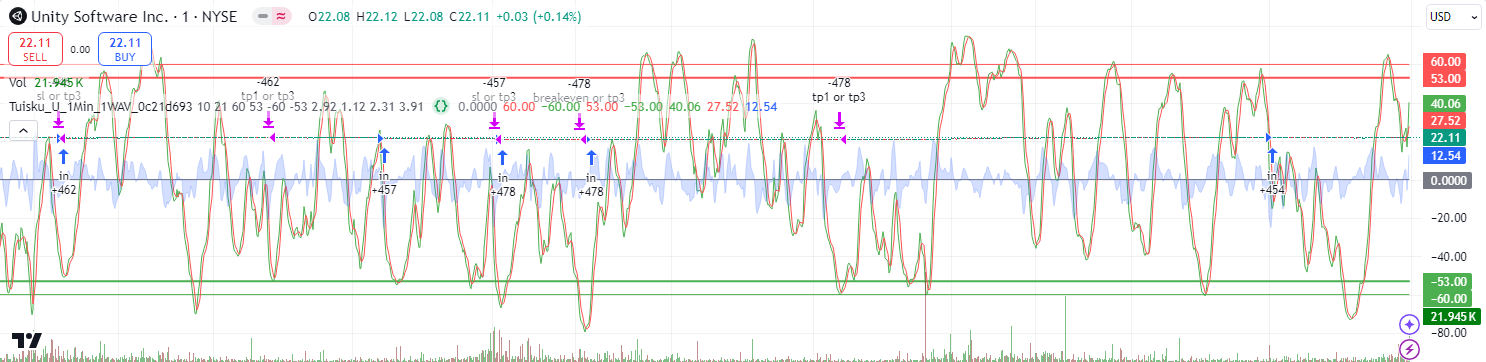 Unity Software Inc. · 1 · NYSE O22.08 H22.12 L22.08 C22.11 +0.03 (+0.14%)
USD
22.11 SELL
0.00
22.11 BUY
Vol 21.945K
Tuisku_U_1Min_1WAV_0c21d693 10 21 60 53 -60 -53 2.92 1.12 2.31 3.91 0.0000 60.00 −60.00 53.00 −53.00 40.06 27.52 12.54
sl or tp3
-462
tp1 or tp3
-457
sl or tp3
-478
breakeven or tp3
-478
tp1 or tp3
in
+462
in
+457
in
+478
in
+478
in
+454
60.00
53.00
40.06
27.52
22.11
12.54
0.0000
−20.00
−40.00
−53.00
−60.00
21.945K
−80.00